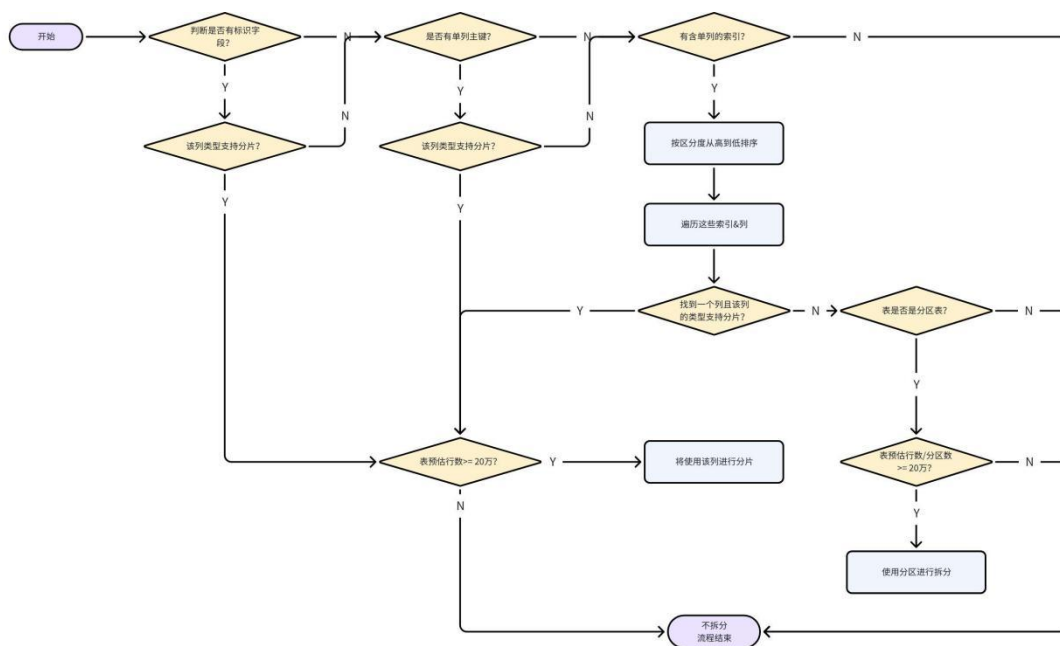 开始
判断是否有标识字
段?
N
是否有单列主键?
N
有含单列的索引?
N
Y
Y
Y
N
N
该列类型支持分片?
该列类型支持分片?
按区分度从高到低排序
Y
Y
遍历这些索引&列
找到一个列且该列
的类型支持分片?
Y
N
表是否是分区表?
N
Y
表预估行数>= 20万?
Y
将使用该列进行分片
表预估行数/分区数
>= 20万?
N
N
Y
使用分区进行拆分
不拆分
流程结束